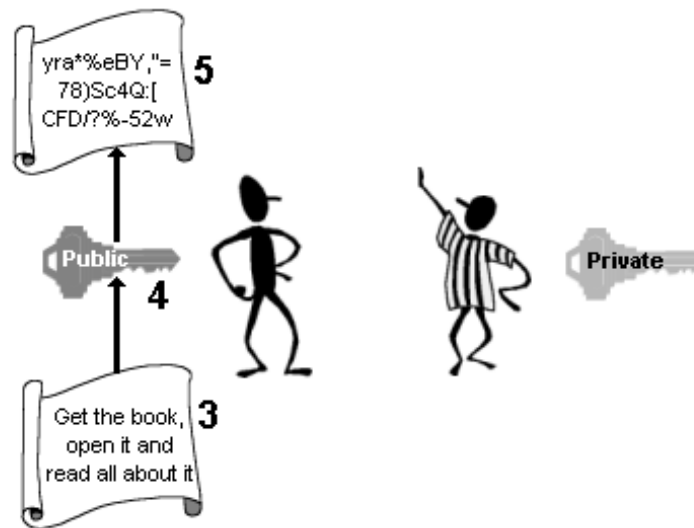 yra*%eBY,"=
78)Sc4Q:[
CFD/?%-52w
5
Public
4
Private
Get the book,
open it and
read all about it
3